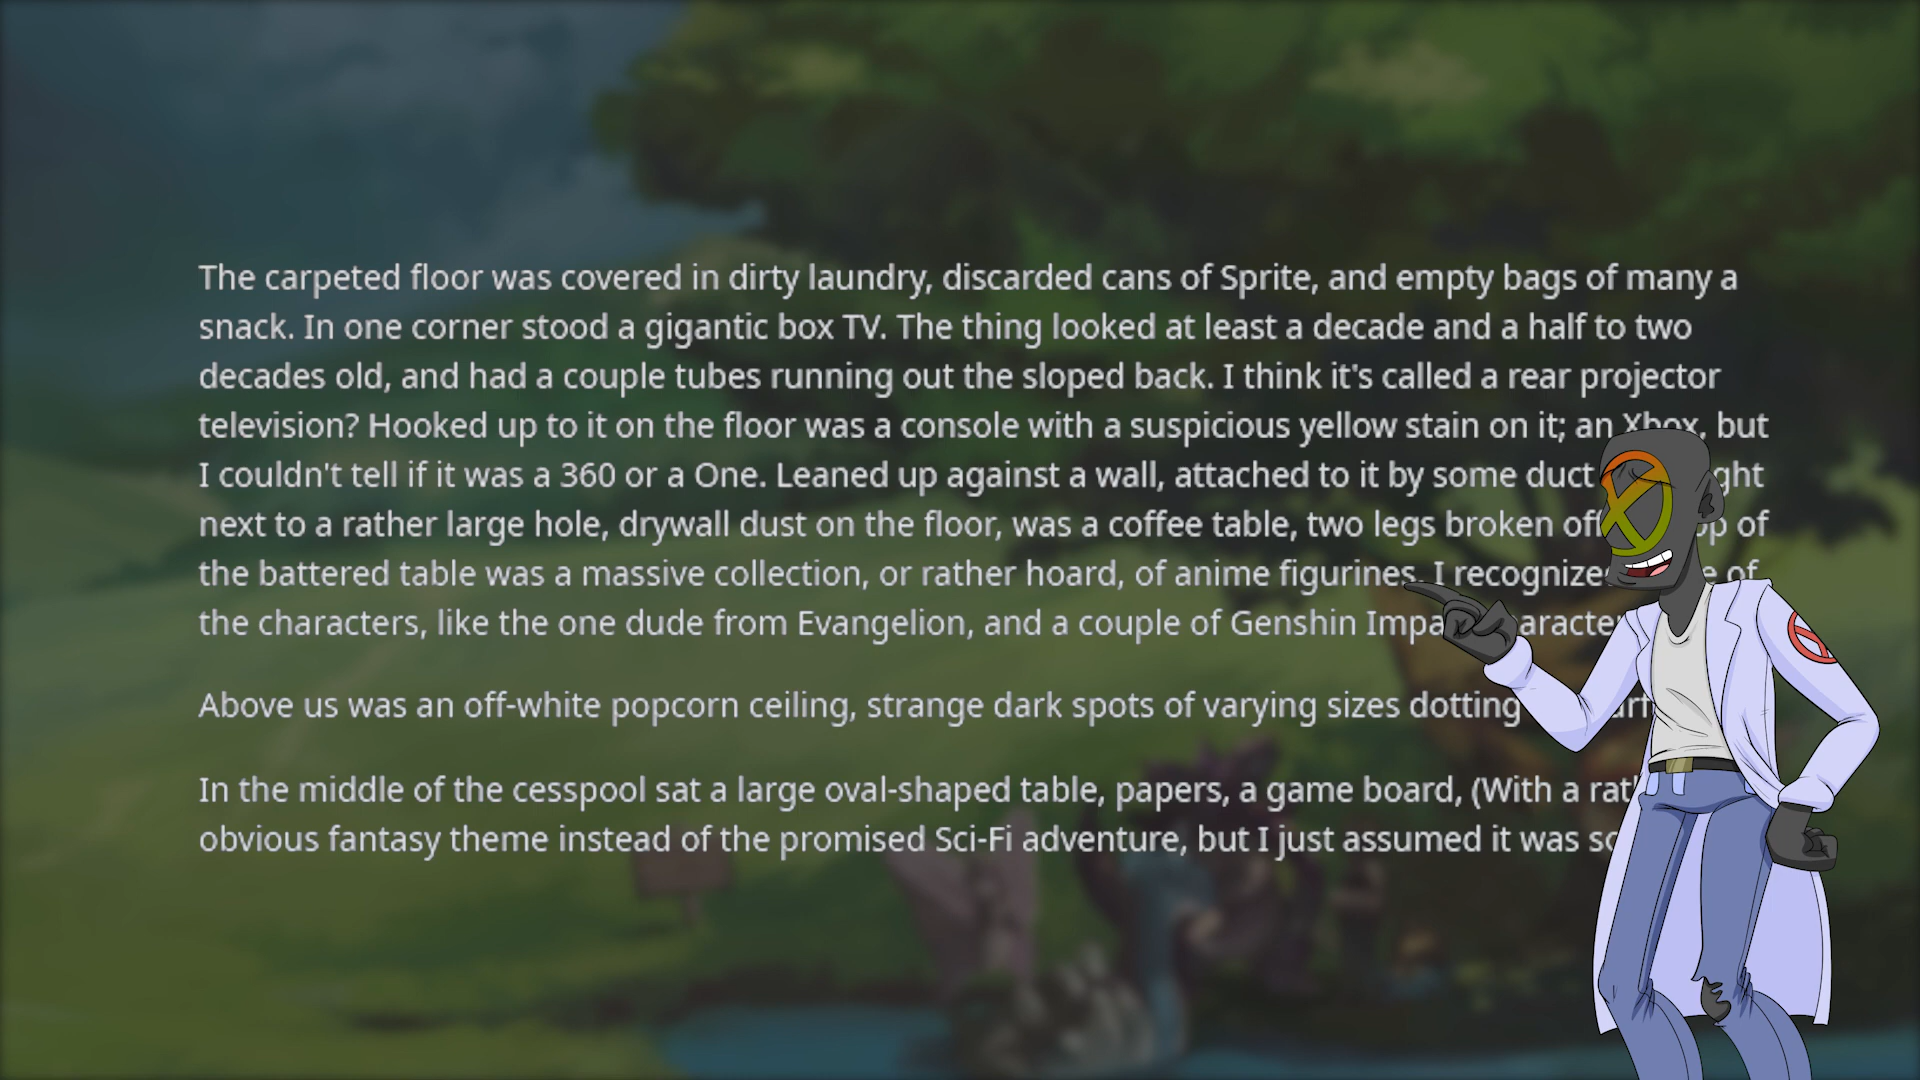 The carpeted floor was covered in dirty laundry, discarded cans of Sprite, and empty bags of many a
snack. In one corner stood a gigantic box TV. The thing looked at least a decade and a half to two
decades old, and had a couple tubes running out the sloped back. I think it's called a rear projector
television? Hooked up to it on the floor was a console with a suspicious yellow stain on it; an Xbox, but
I couldn't tell if it was a 360 or a One. Leaned up against a wall, attached to it by some duct
next to a rather large hole, drywall dust on the floor, was a coffee table, two legs broken off of
the battered table was a massive collection, or rather hoard, of anime figurines. I of
the characters, like the one dude from Evangelion, and a couple of Genshin
Above us was an off-white popcorn ceiling, strange dark spots of varying sizes dotting
In the middle of the cesspool sat a large oval-shaped table, papers, a game board, (With a
obvious fantasy theme instead of the promised Sci-Fi adventure, but I just assumed it was